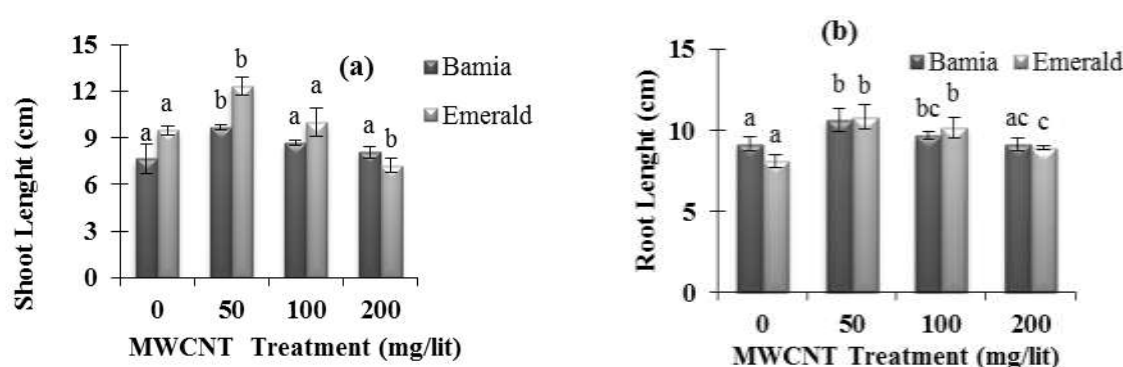 15
12
9
6
3
0
Shoot Lenght (cm)
(a)
Bamia
Emerald
a
a
b
b
a
a
a
b
0 50 100 200
MWCNT Treatment (mg/lit)
(b)
15
10
5
0
Root Lenght (cm)
Bamia Emerald
a
a
b
b
bc
b
ac
c
0 50 100 200
MWCNT Treatment (mg/lit)